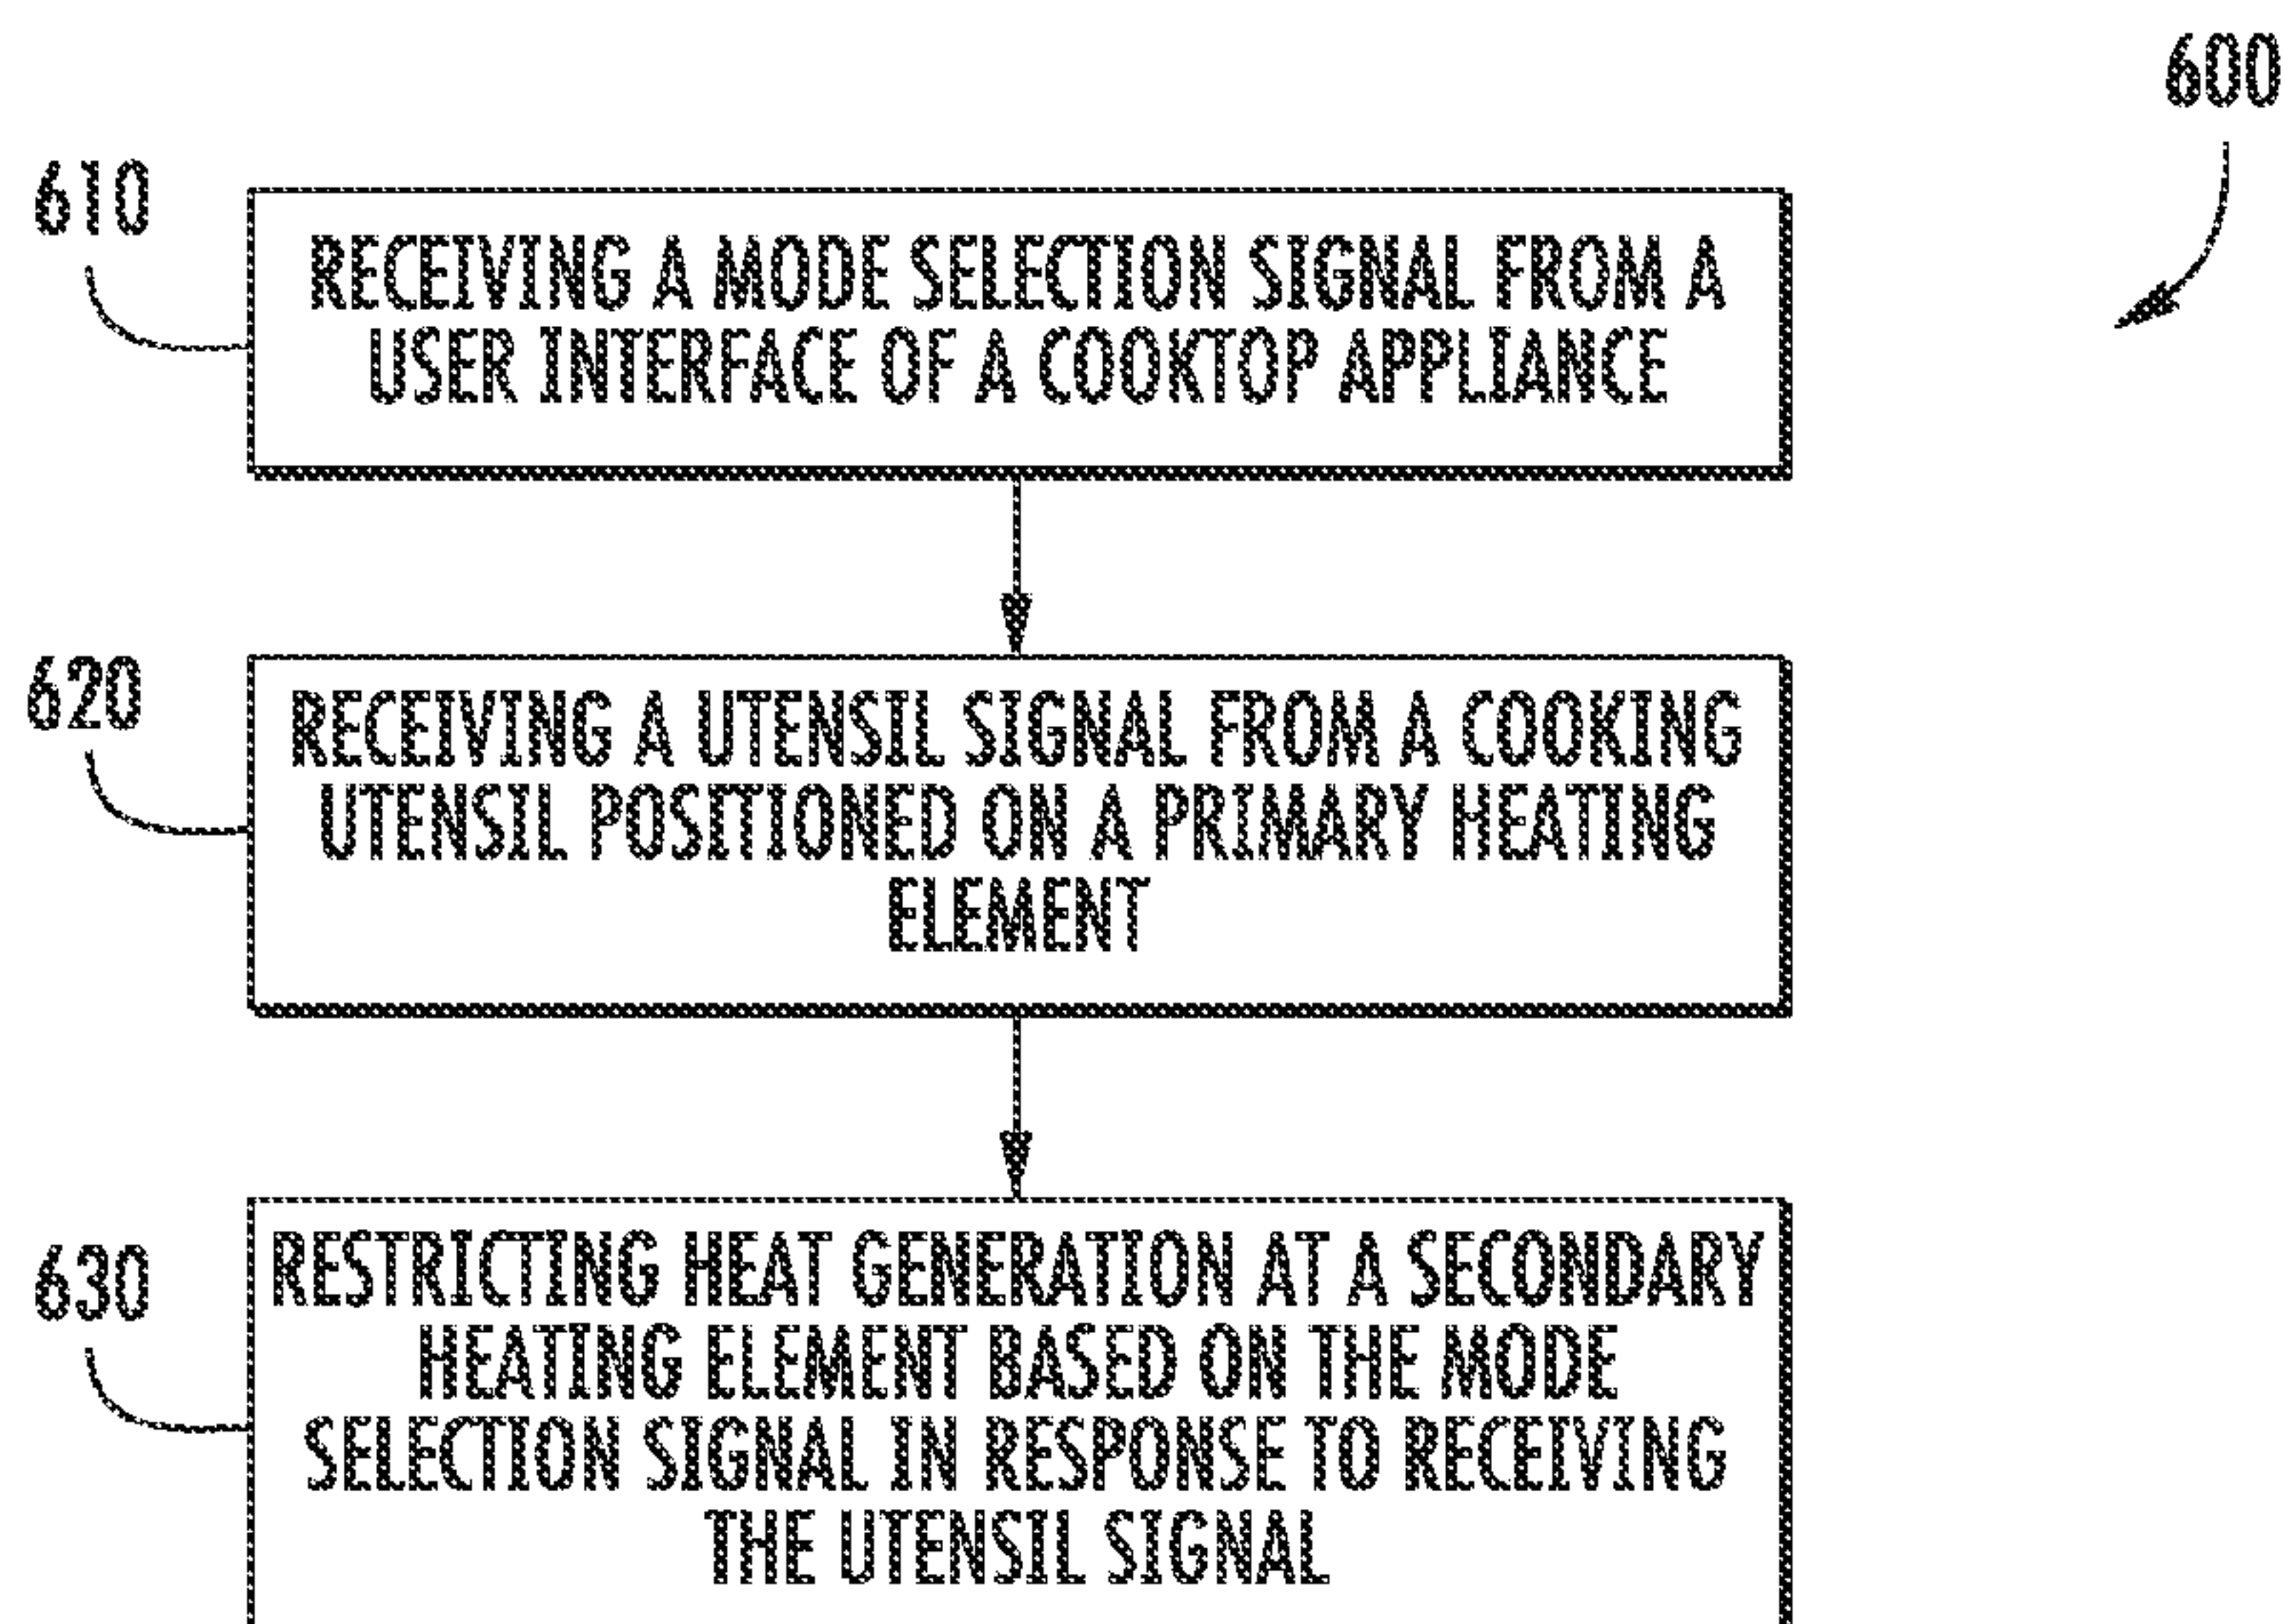 600
610
RECEIVING A MODE SELECTION SIGNAL FROM A
USER INTERFACE OF A COOKTOP APPLIANCE
620
RECEIVING A UTENSIL SIGNAL FROM A COOKING
UTENSIL POSITIONED ON A PRIMARY HEATING
ELEMENT
630
RESTRICTING HEAT GENERATION AT A SECONDARY
HEATING ELEMENT BASED ON THE MODE
SELECTION SIGNAL IN RESPONSE TO RECEIVING
THE UTENSIL SIGNAL